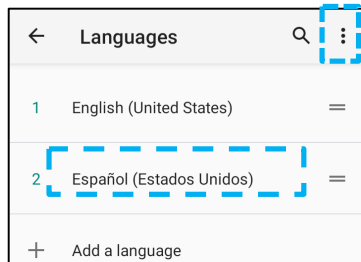 Languages
1 English (United States)
2 Español (Estados Unidos)
Add a language